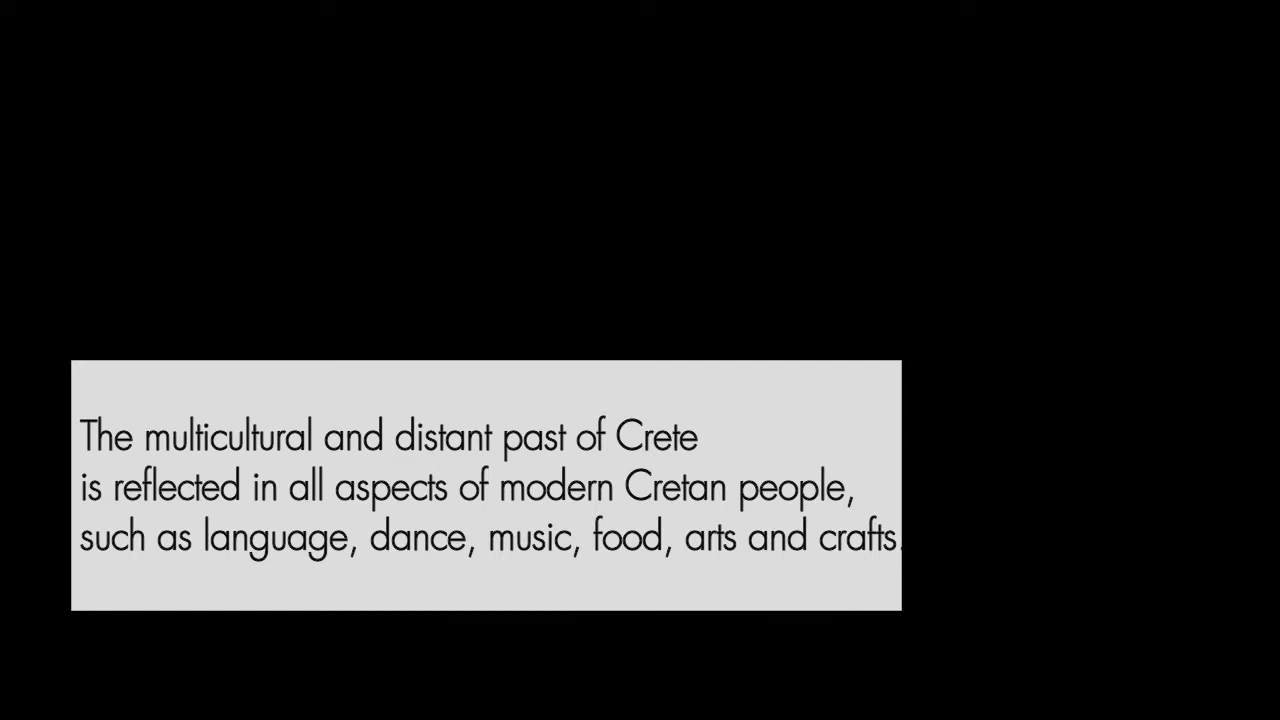 The multicultural and distant past of Crete
is reflected in all aspects of modern Cretan people,
such as language, dance, music, food, arts and crafts.